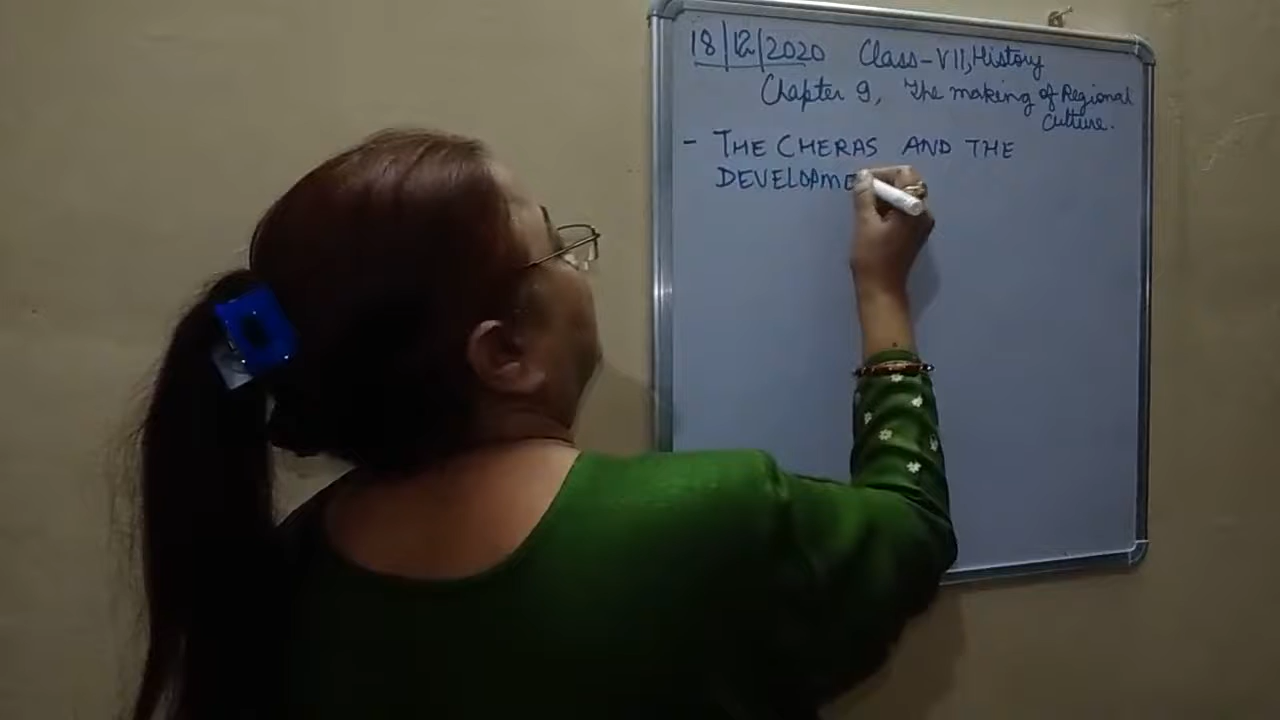 18/12/2020 Class-VII, History
Chapter 9, The making of Regional
Culture.
- THE CHERAS AND THE
DEVELOPME